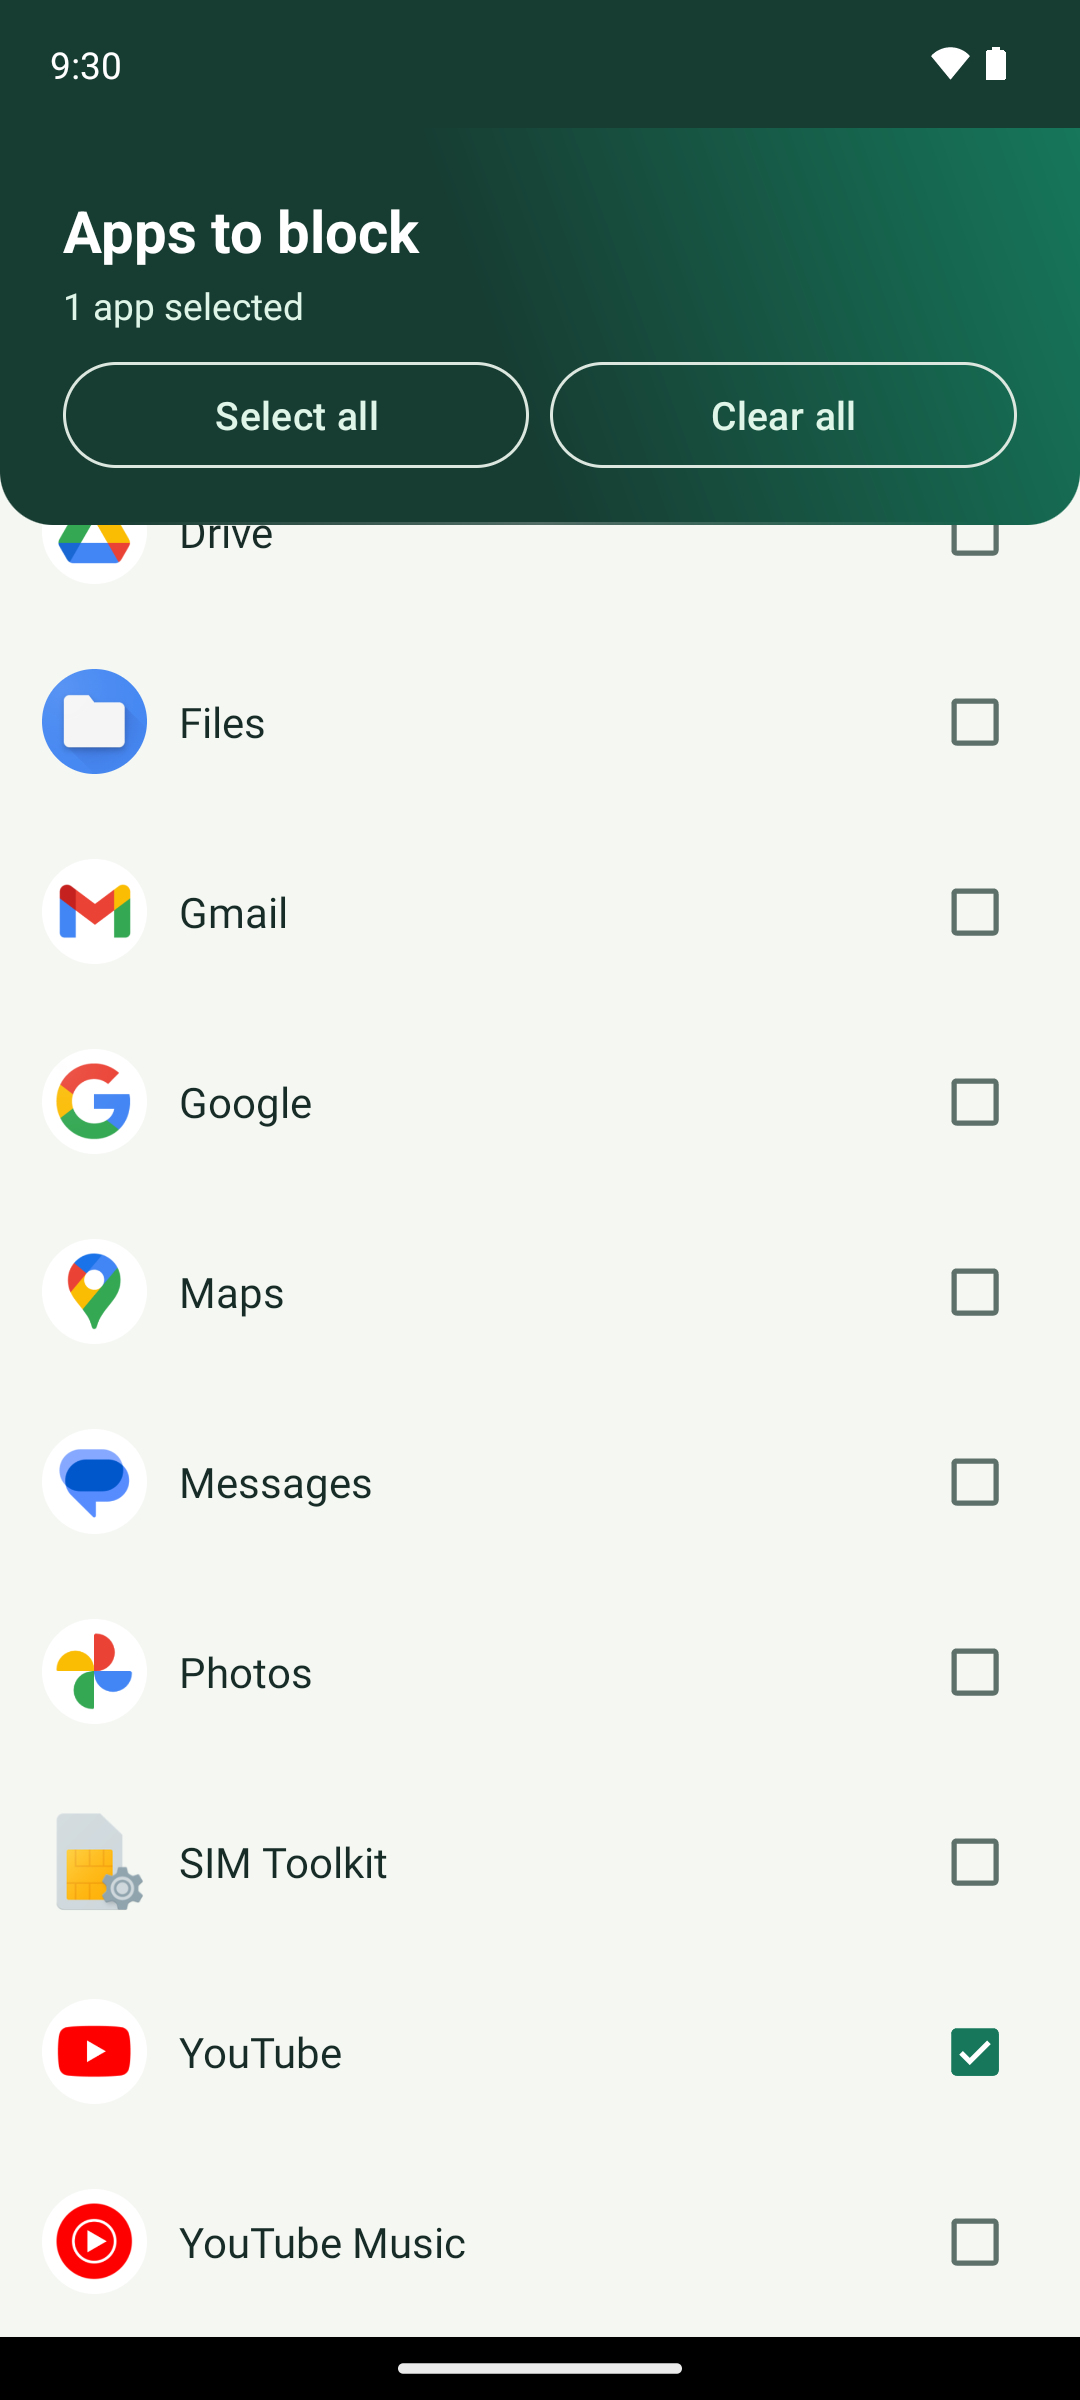 9:30
Apps to block
1 app selected
Select all
Clear all
Drive
Files
Gmail
Google
Maps
Messages
Photos
SIM Toolkit
YouTube
YouTube Music